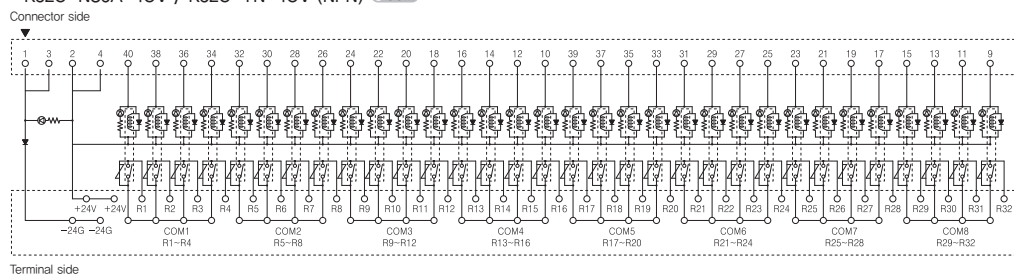 Connector side
1 3 2 4 40 38 36 34 32 30 28 26 24 22 20 18 16 14 12 10 39 37 35 33 31 29 27 25 23 21 19 17 15 13 11 9
+24V +24V R1 R2 R3 R4 R5 R6 R7 R8 R9 R10 R11 R12 R13 R14 R15 R16 R17 R18 R19 R20 R21 R22 R23 R24 R25 R26 R27 R28 R29 R30 R31 R32
−24G −24G COM1 COM2 COM3 COM4 COM5 COM6 COM7 COM8
R1~R4 R5~R8 R9~R12 R13~R16 R17~R20 R21~R24 R25~R28 R29~R32
Terminal side